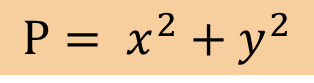 P = x² + y²